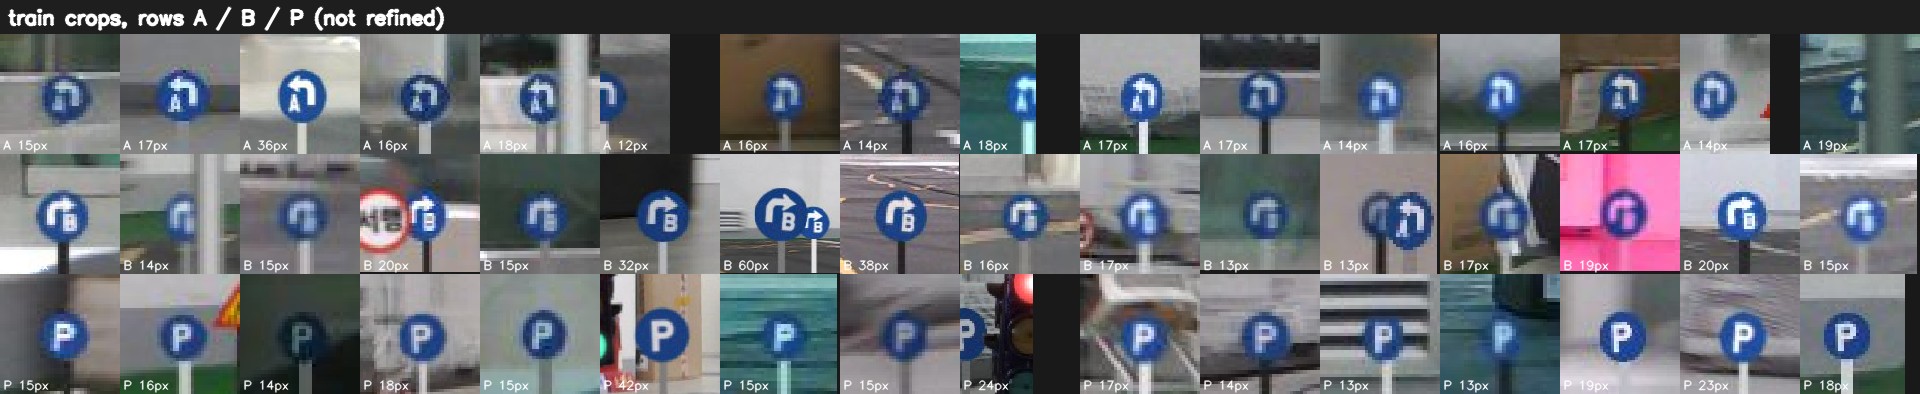 train crops, rows A / B / P (not refined)
A 15px A 17px A 36px A 16px A 18px A 12px A 16px A 14px A 18px A 17px A 17px A 14px A 16px A 17px A 14px A 19px
B 14px B 15px B 20px B 15px B 32px B 60px B 38px B 16px B 17px B 13px B 13px B 17px B 19px B 20px B 15px
P 15px P 16px P 14px P 18px P 15px P 42px P 15px P 15px P 24px P 17px P 14px P 13px P 13px P 19px P 23px P 18px